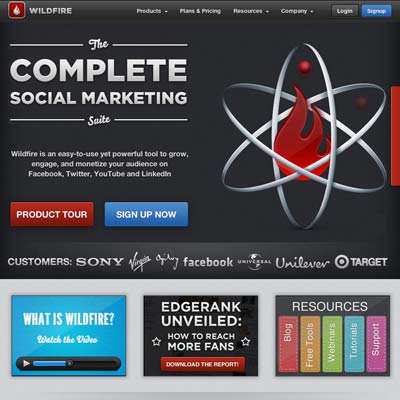 WILDFIRE
Products Plans & Pricing Resources Company Login Signup
The
COMPLETE
SOCIAL MARKETING
Suite
Wildfire is an easy-to-use yet powerful tool to grow,
engage, and monetize your audience on
Facebook, Twitter, YouTube and LinkedIn
PRODUCT TOUR SIGN UP NOW
CUSTOMERS: SONY Virgin Ogilvy facebook UNIVERSAL Unilever TARGET
WHAT IS WILDFIRE?
Watch the Video
EDGERANK
UNVEILED:
HOW TO REACH
MORE FANS
DOWNLOAD THE REPORT!
RESOURCES
Blog
Free Tools
Webinars
Tutorials
Support